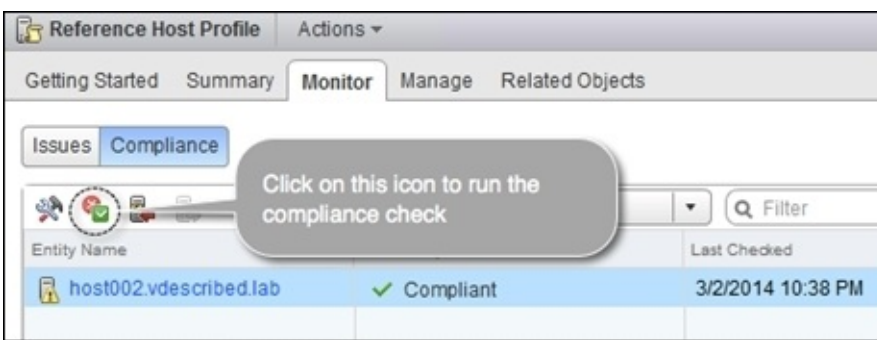 Reference Host Profile Actions
Getting Started Summary Monitor Manage Related Objects
Issues Compliance
Click on this icon to run the
compliance check
Filter
Entity Name Last Checked
host002.vdescribed.lab Compliant 3/2/2014 10:38 PM